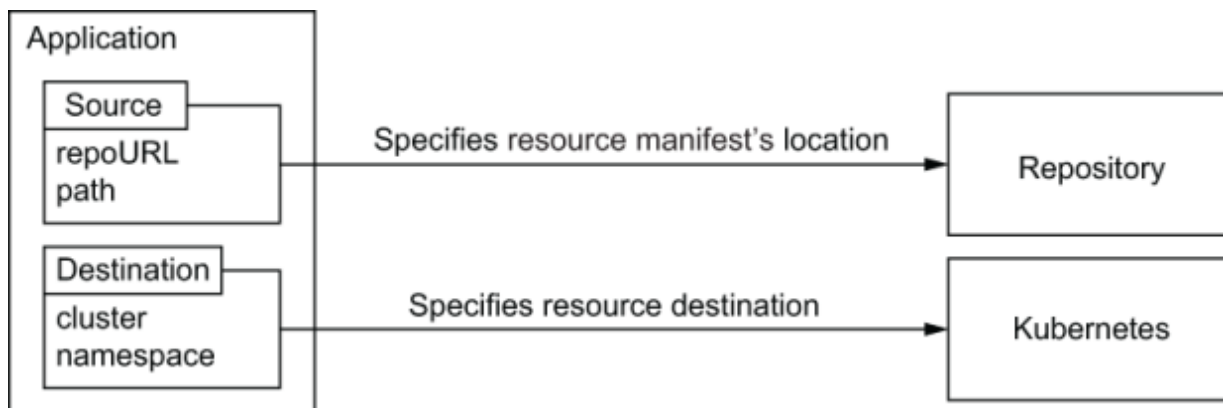 Application
Source
repoURL
path
Specifies resource manifest’s location
Repository
Destination
cluster
namespace
Specifies resource destination
Kubernetes